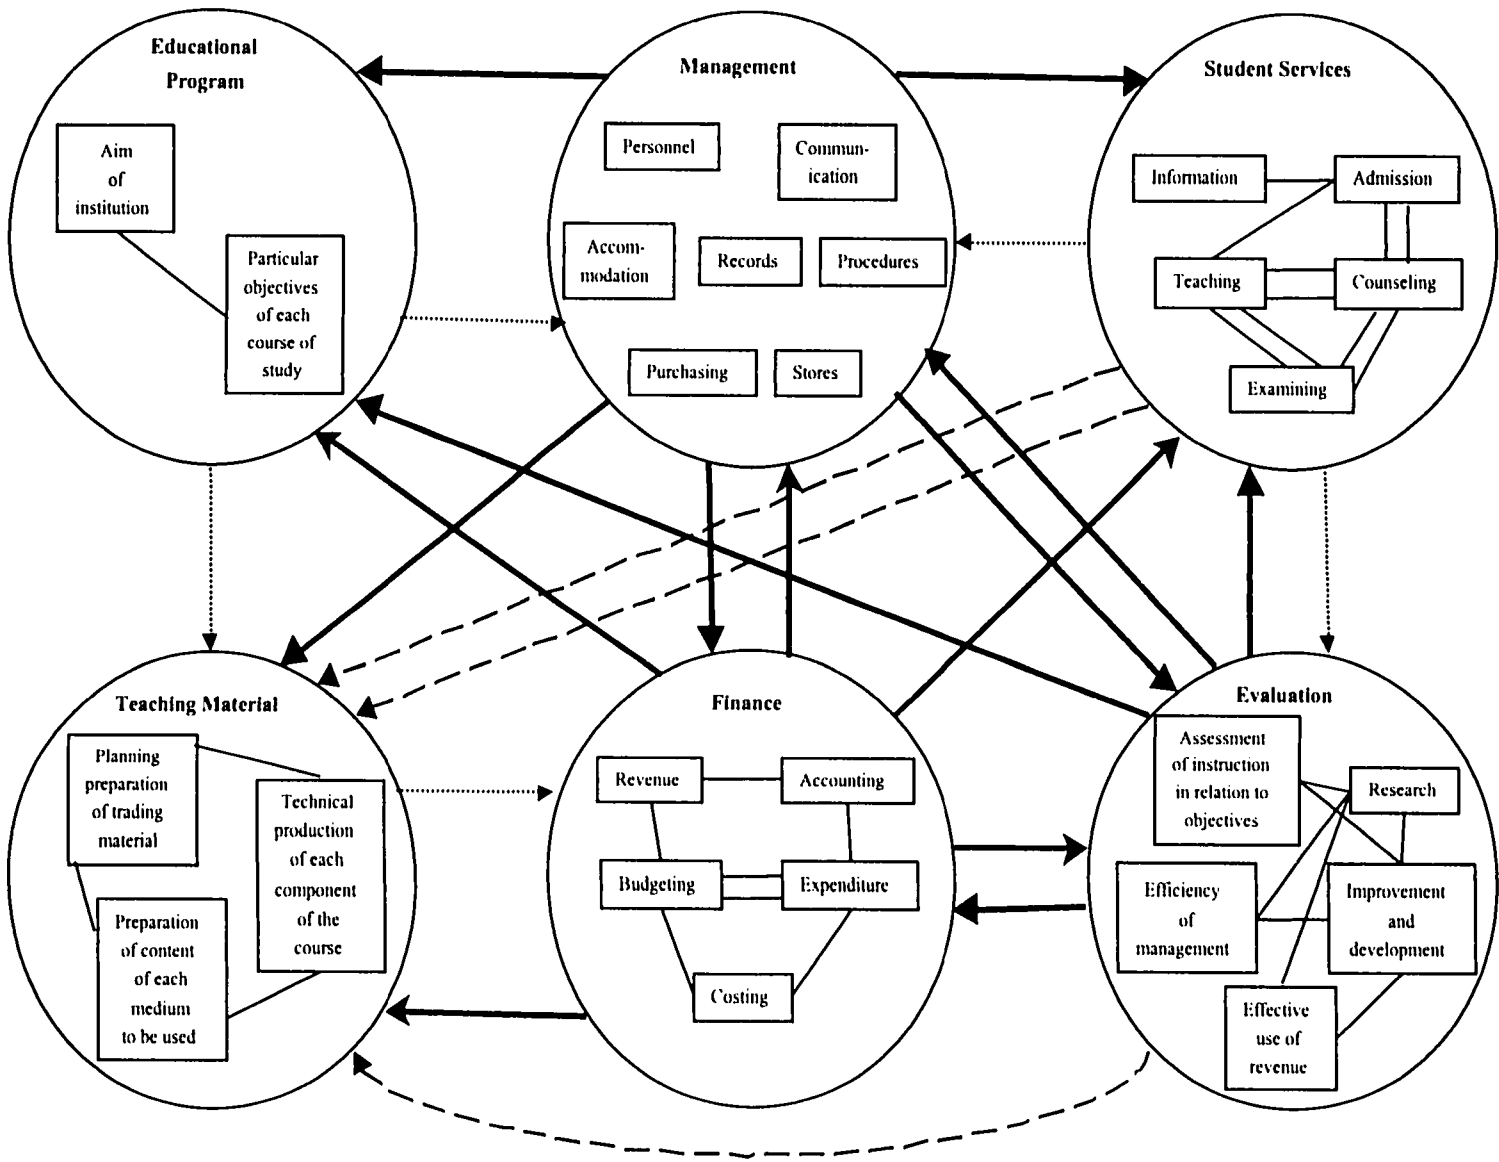 Educational
Program
Aim
of
institution
Particular
objectives
of each
course of
study
Management
Personnel
Commun-
ication
Accom-
modation
Records
Procedures
Purchasing
Stores
Student Services
Information
Admission
Teaching
Counseling
Examining
Teaching Material
Planning
preparation
of trading
material
Technical
production
of each
component
of the
course
Preparation
of content
of each
medium
to be used
Finance
Revenue
Accounting
Budgeting
Expenditure
Costing
Evaluation
Assessment
of instruction
in relation to
objectives
Research
Efficiency
of
management
Improvement
and
development
Effective
use of
revenue